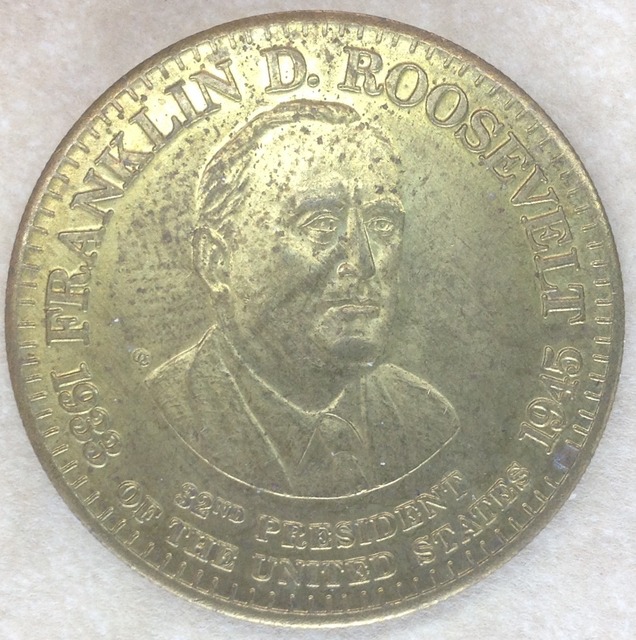 FRANKLIN D. ROOSEVELT
1933
1945
32ND PRESIDENT
OF THE UNITED STATES